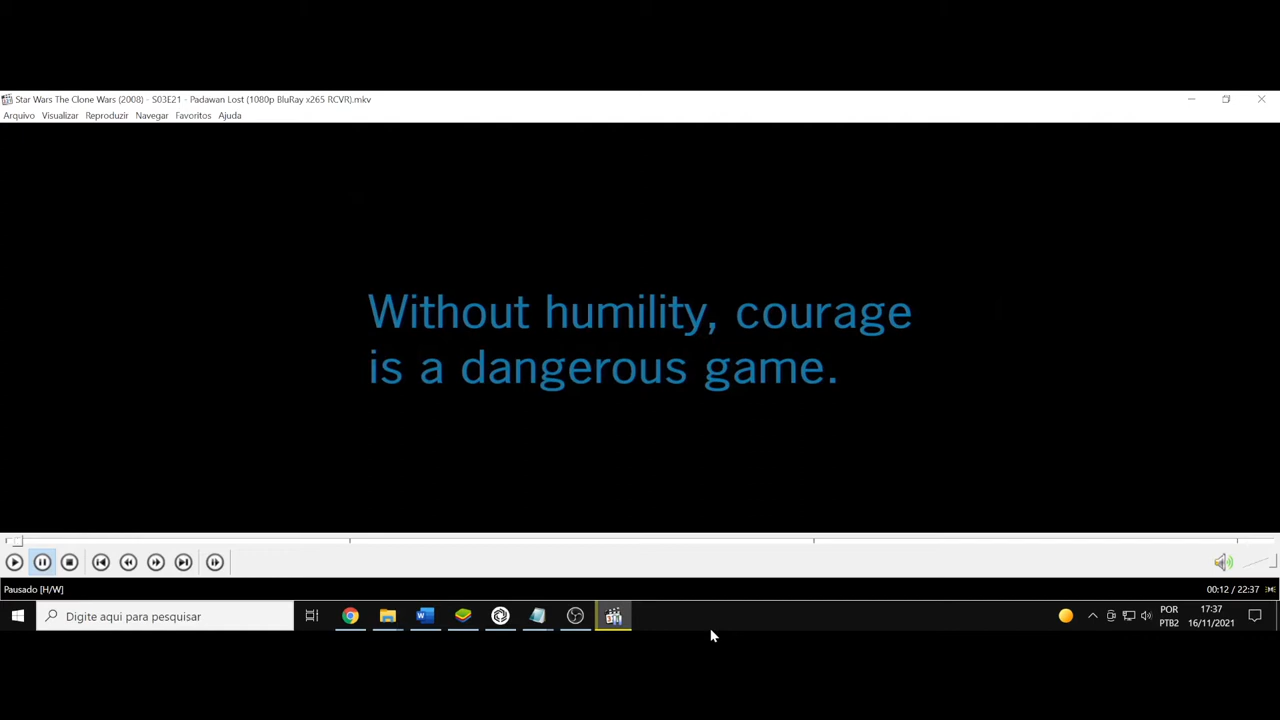 Star Wars The Clone Wars (2008) - S03E21 - Padawan Lost (1080p BluRay x265 RCVR).mkv
Arquivo Visualizar Reproduzir Navegar Favoritos Ajuda
Without humility, courage
is a dangerous game.
Pausado [H/W] 00:12 / 22:37
Digite aqui para pesquisar
POR 17:37
PTB2 16/11/2021